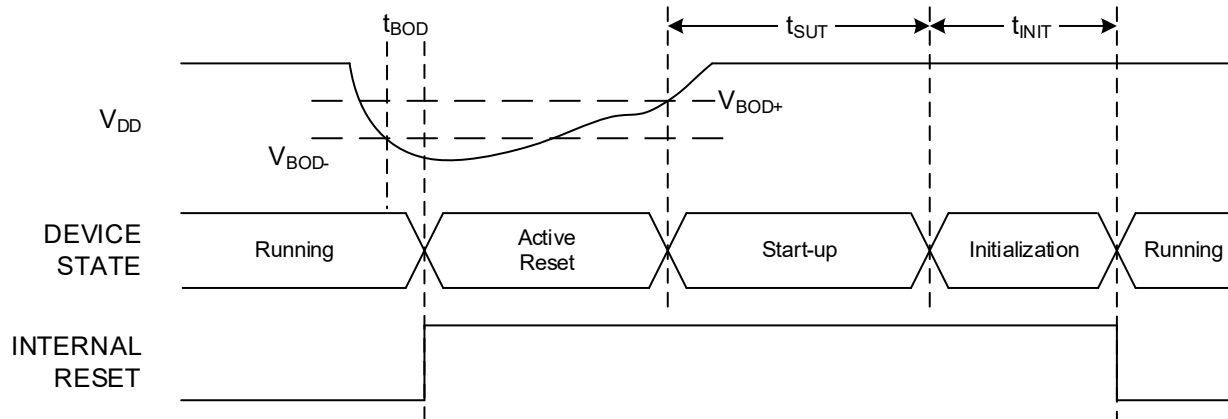 tBOD
tSUT
tINIT
VDD
VBOD+
VBOD-
DEVICE
STATE
Running
Active
Reset
Start-up
Initialization
Running
INTERNAL
RESET